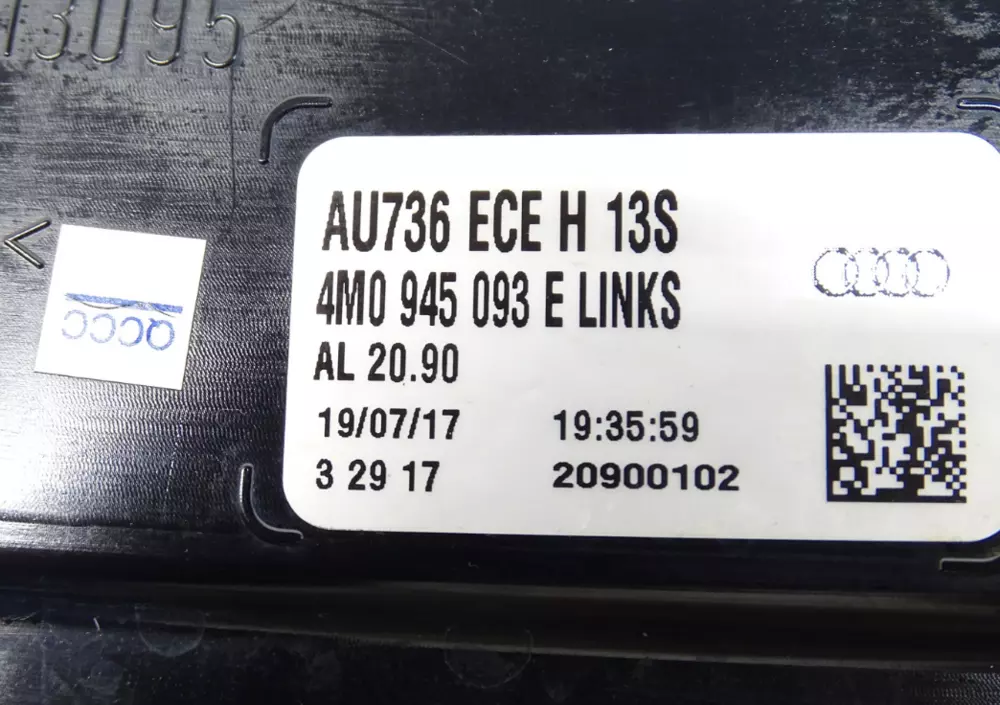 13095
AU736 ECE H 13S
4M0 945 093 E LINKS
AL 20.90
19/07/17 19:35:59
3 29 17 20900102
<
QCCC